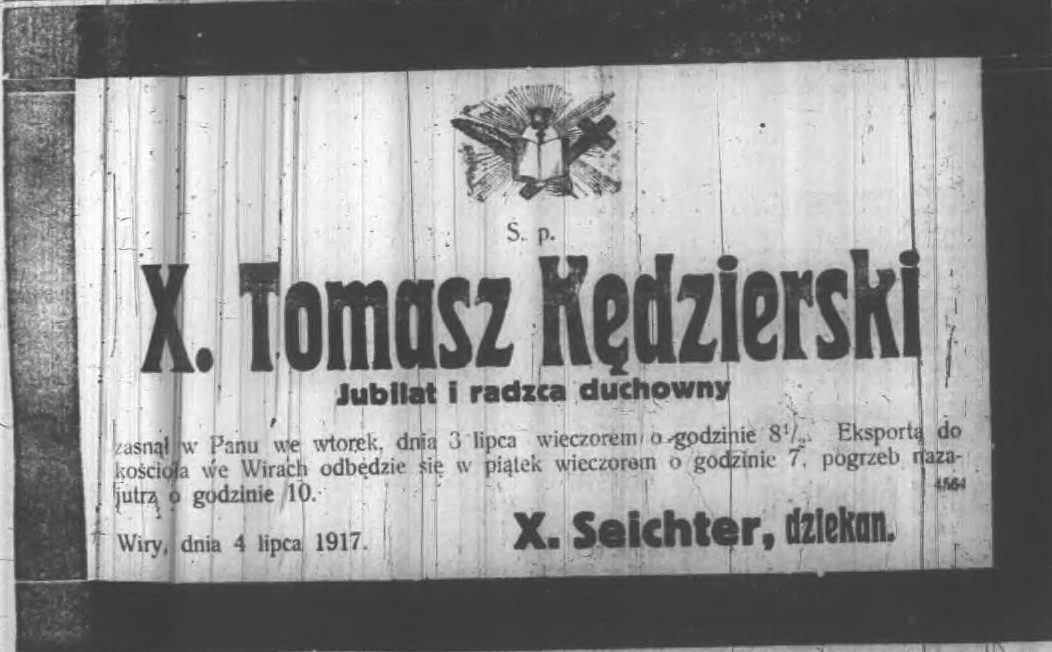 S. p.
X. Tomasz Kędzierski
Jubilat i radzca duchowny
zasnął w Panu we wtorek, dnia 3 lipca wieczorem o godzinie 8½. Eksporta do
kościoła we Wirach odbędzie się w piątek wieczorem o godzinie 7, pogrzeb naza-
jutrz o godzinie 10.
4564
Wiry, dnia 4 lipca 1917.
X. Seichter, dziekan.